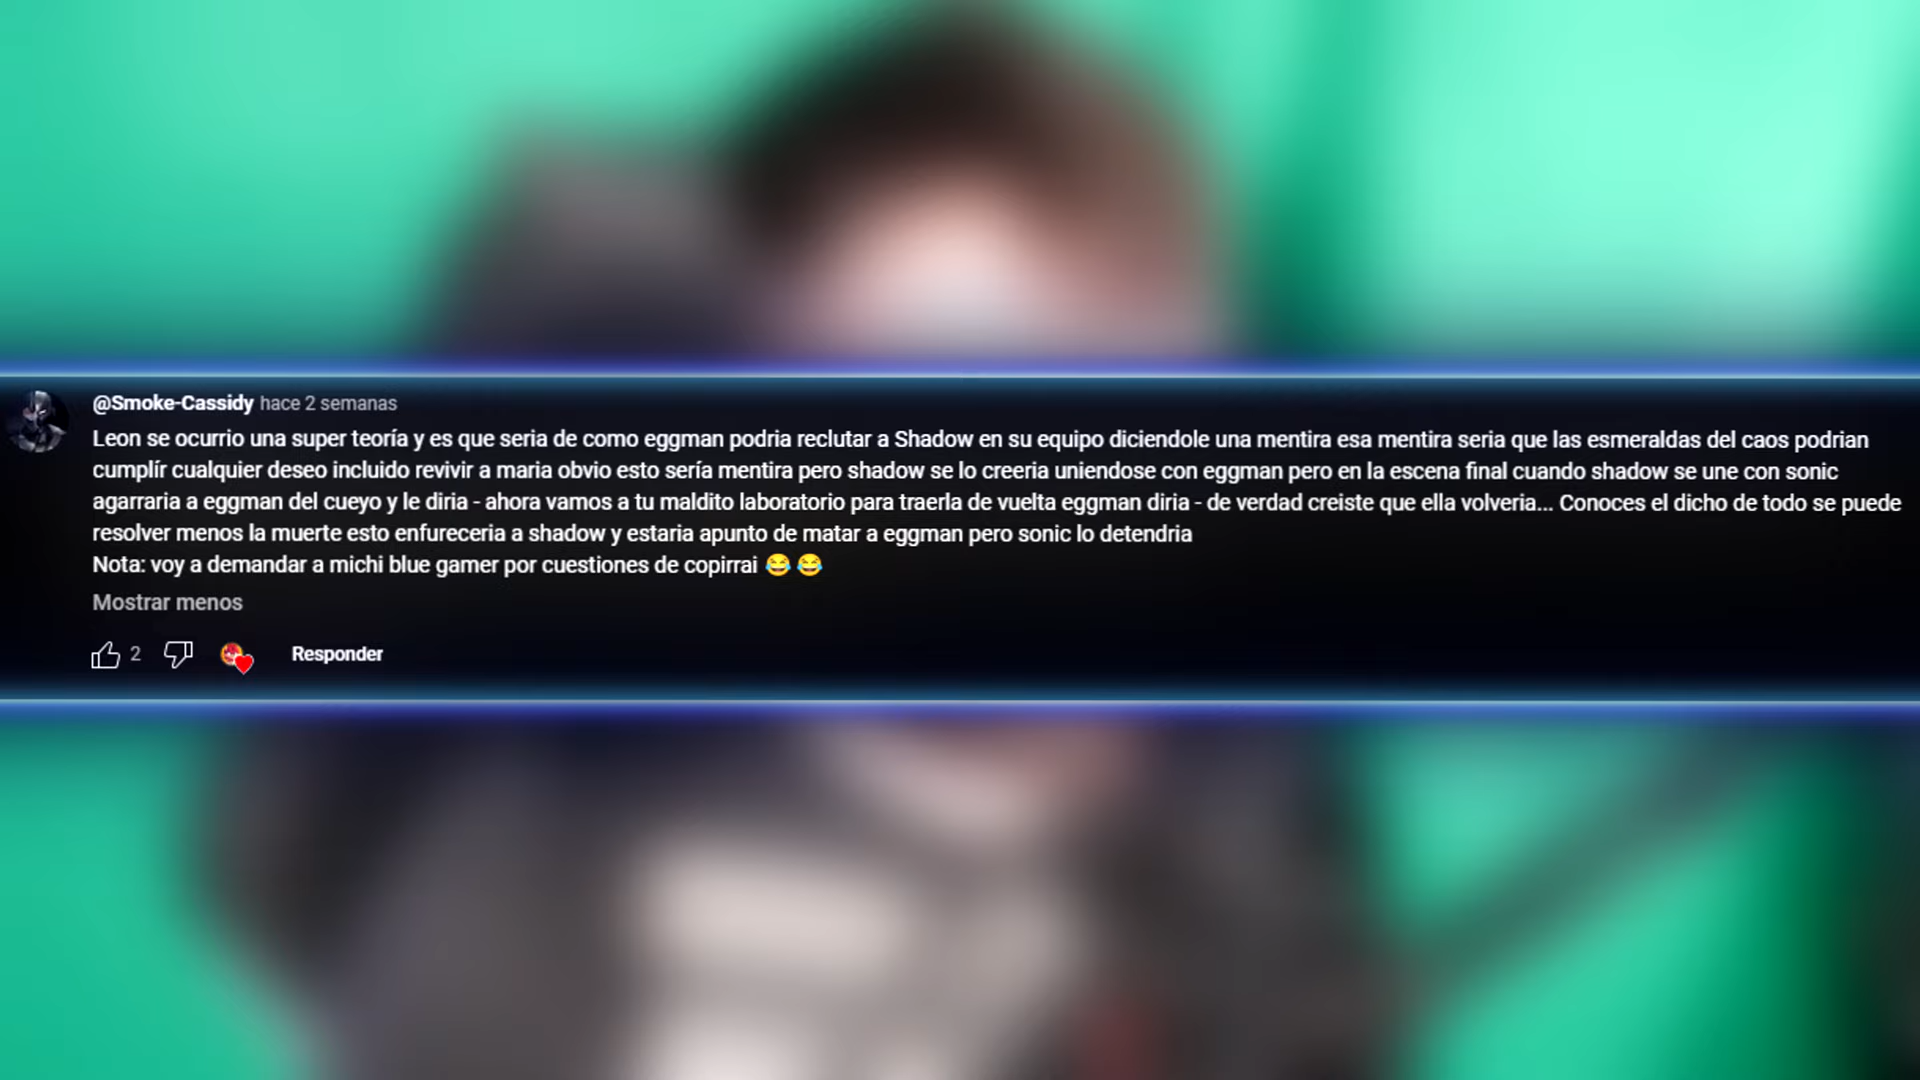 @Smoke-Cassidy hace 2 semanas
Leon se ocurrio una super teoría y es que seria de como eggman podria reclutar a Shadow en su equipo diciendole una mentira esa mentira seria que las esmeraldas del caos podrian
cumplír cualquier deseo incluido revivir a maria obvio esto sería mentira pero shadow se lo creeria uniendose con eggman pero en la escena final cuando shadow se une con sonic
agarraria a eggman del cueyo y le diria - ahora vamos a tu maldito laboratorio para traerla de vuelta eggman diria - de verdad creiste que ella volveria... Conoces el dicho de todo se puede
resolver menos la muerte esto enfureceria a shadow y estaria apunto de matar a eggman pero sonic lo detendria
Nota: voy a demandar a michi blue gamer por cuestiones de copirrai 😂 😂
Mostrar menos
2 Responder